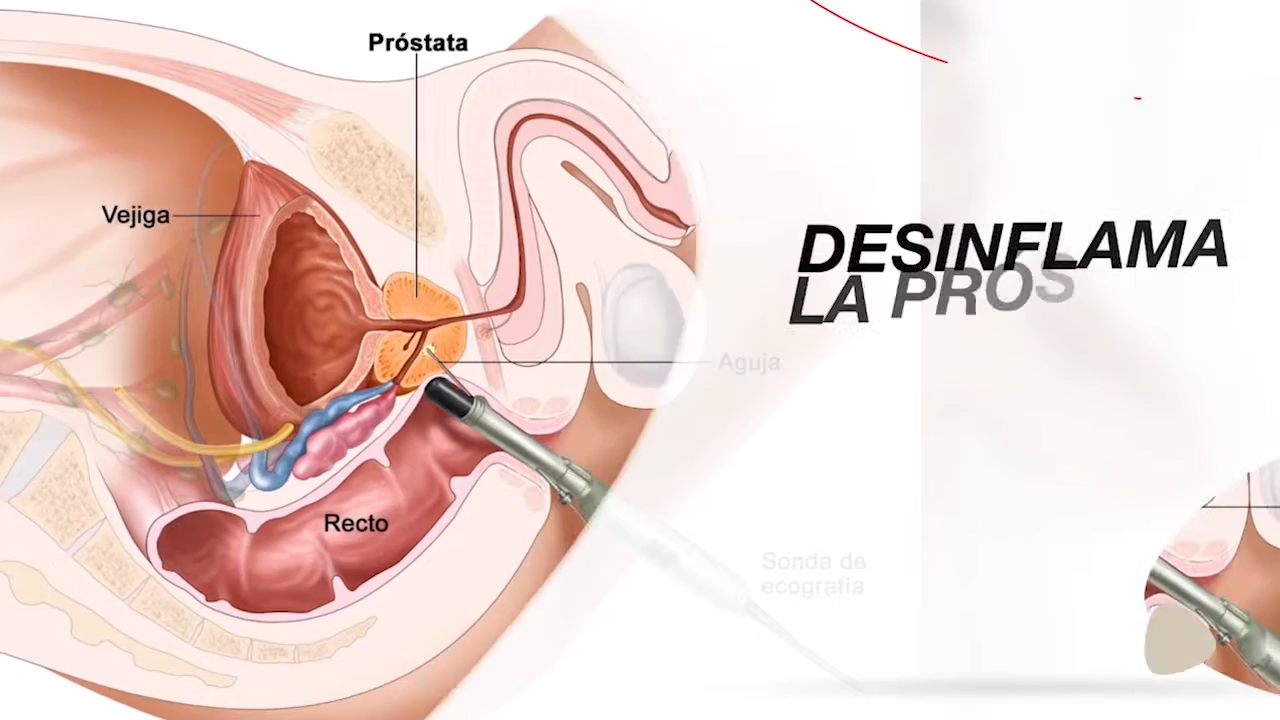 Próstata
Vejiga
DESINFLAMA
LA PROS
Aguja
Recto
Sonda de
ecografía